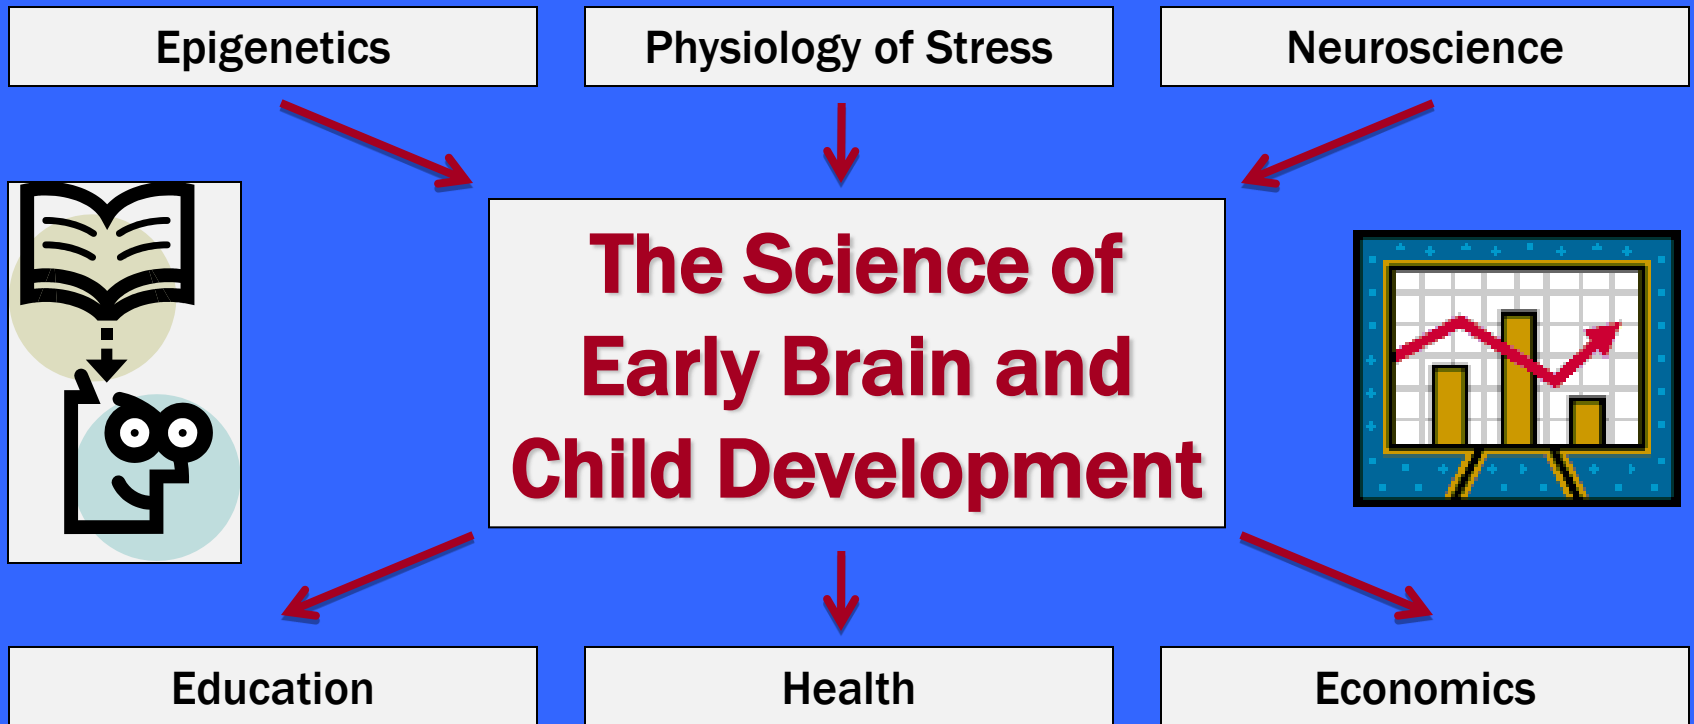 Epigenetics
Physiology of Stress
Neuroscience
The Science of
Early Brain and
Child Development
Education
Health
Economics